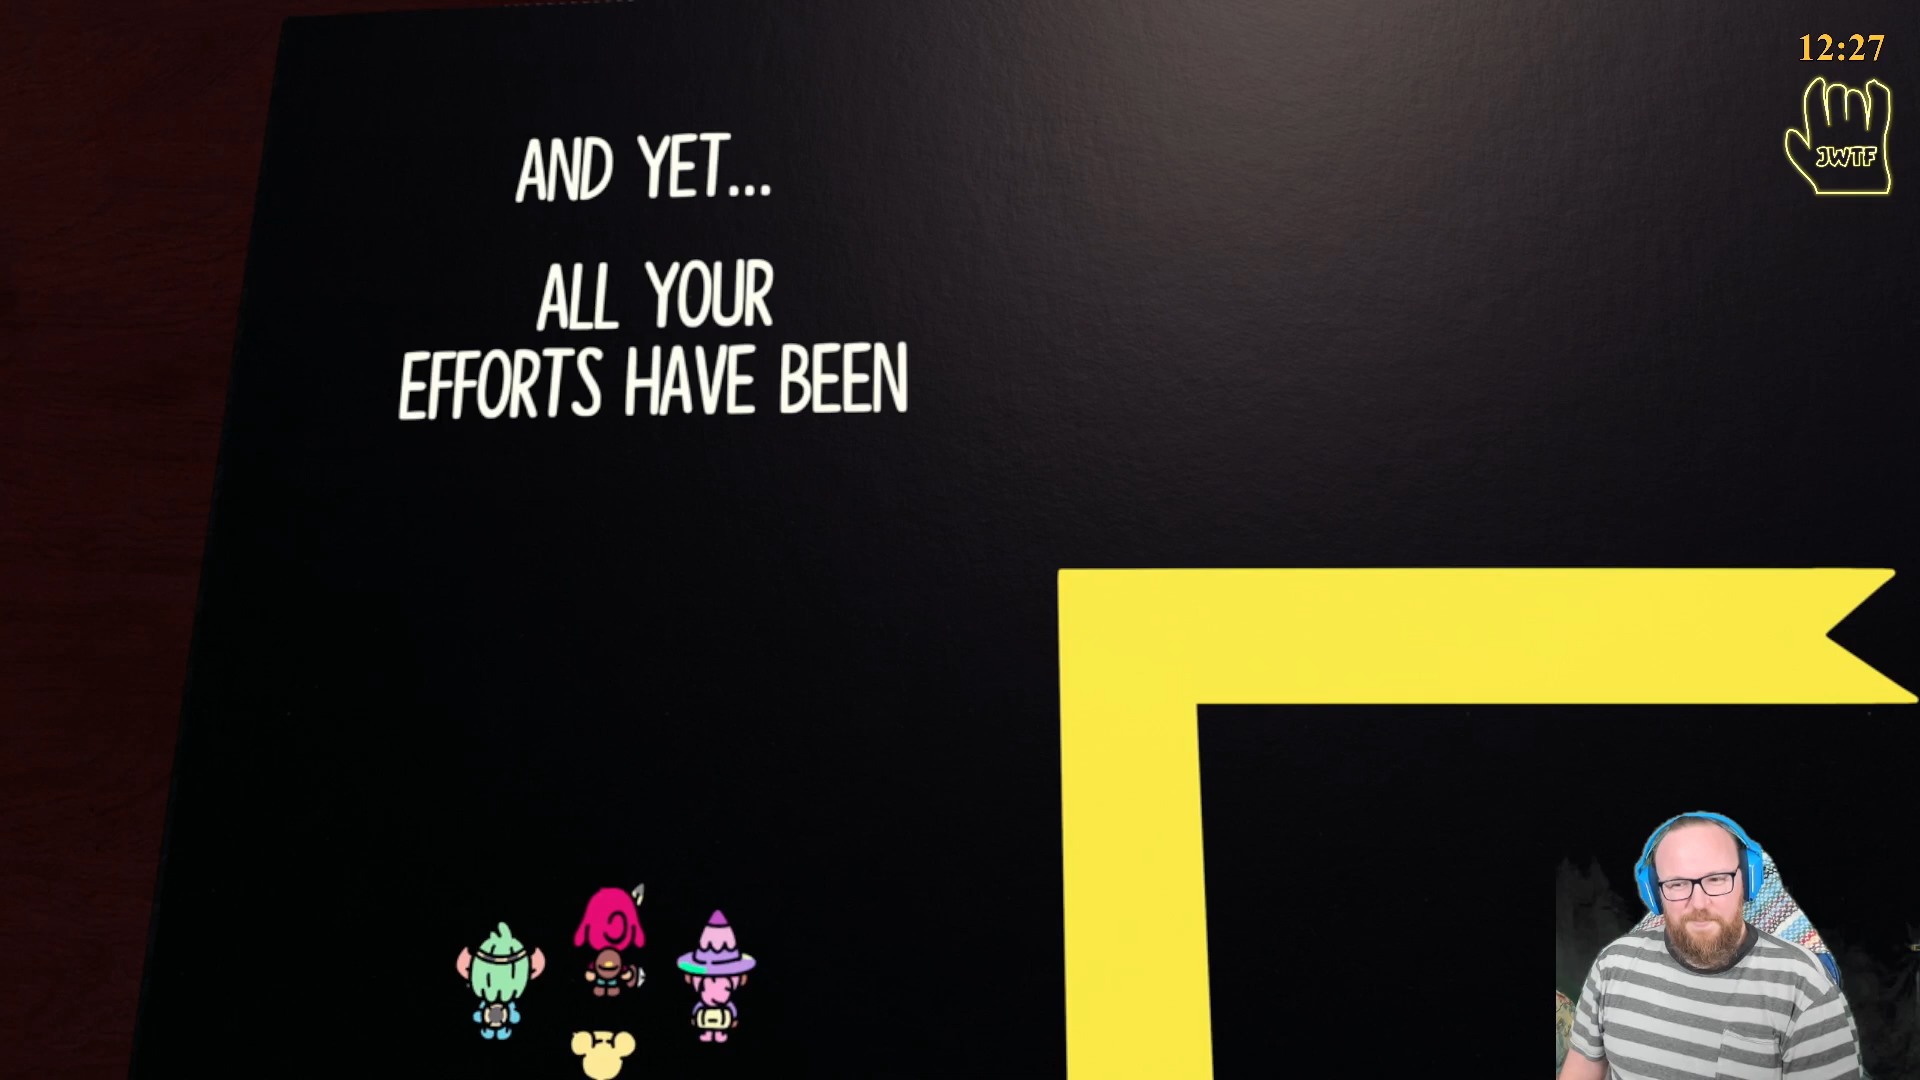 12:27
JWTF
AND YET...
ALL YOUR
EFFORTS HAVE BEEN